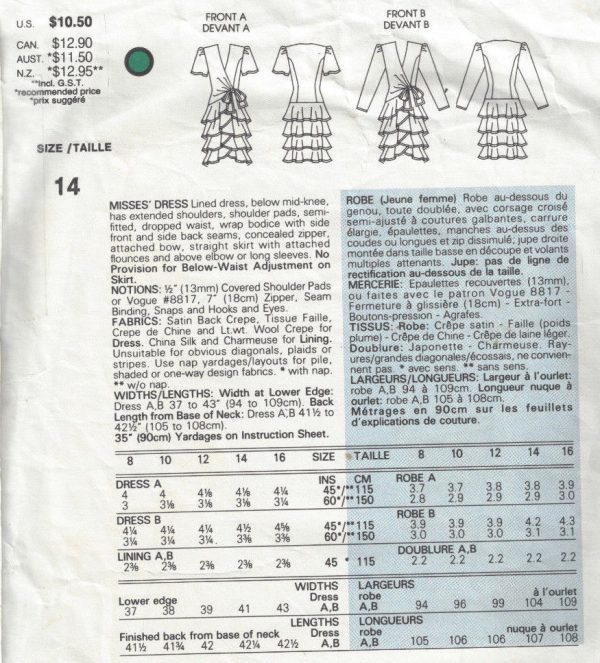 U.S. $10.50
CAN. $12.90
AUST. *$11.50
N.Z. *$12.95**
**incl. G.S.T.
*recommended price
*prix suggéré
FRONT A
DEVANT A
FRONT B
DEVANT B
SIZE /TAILLE
14
MISSES' DRESS Lined dress, below mid-knee,
has extended shoulders, shoulder pads, semi-
fitted, dropped waist, wrap bodice with side
front and side back seams, concealed zipper,
attached bow, straight skirt with attached
flounces and above elbow or long sleeves. No
Provision for Below-Waist Adjustment on
Skirt.
NOTIONS: ½" (13mm) Covered Shoulder Pads
or Vogue #8817, 7" (18cm) Zipper, Seam
Binding, Snaps and Hooks and Eyes.
FABRICS: Satin Back Crepe, Tissue Faille,
Crepe de Chine and Lt.wt. Wool Crepe for
Dress. China Silk and Charmeuse for Lining.
Unsuitable for obvious diagonals, plaids or
stripes. Use nap yardages/layouts for pile,
shaded or one-way design fabrics. * with nap.
** w/o nap.
WIDTHS/LENGTHS: Width at Lower Edge:
Dress A,B 37 to 43" (94 to 109cm). Back
Length from Base of Neck: Dress A,B 41½ to
42½" (105 to 108cm).
35" (90cm) Yardages on Instruction Sheet.
ROBE (Jeune femme) Robe au-dessous du
genou, toute doublée, avec corsage croisé
semi-ajusté à coutures galbantes, carrure
élargie, épaulettes, manches au-dessus des
coudes ou longues et zip dissimulé; jupe droite
montée dans taille basse en découpe et volants
multiples attenants. Jupe: pas de ligne de
rectification au-dessous de la taille.
MERCERIE: Epaulettes recouvertes (13mm),
ou faites avec le patron Vogue 8817 -
Fermeture à glissière (18cm) - Extra-fort -
Boutons-pression - Agrafes.
TISSUS: Robe: Crêpe satin - Faille (poids
plume) - Crêpe de Chine - Crêpe de laine léger.
Doublure: Japonette - Charmeuse. Ray-
ures/grandes diagonales/écossais, ne convien-
nent pas. * avec sens. ** sans sens.
LARGEURS/LONGUEURS: Largeur à l'ourlet:
robe A,B 94 à 109cm. Longueur nuque à
ourlet: robe A,B 105 à 108cm.
Métrages en 90cm sur les feuillets
d'explications de couture.
8 10 12 14 16 SIZE TAILLE 8 10 12 14 16
DRESS A INS CM ROBE A
4 4 4⅛ 4⅛ 4¼ 45*/**115 3.7 3.7 3.8 3.8 3.9
3 3⅛ 3⅛ 3⅛ 3¼ 60*/**150 2.8 2.9 2.9 2.9 3.0
DRESS B ROBE B
4¼ 4¼ 4¼ 4½ 4⅝ 45*/**115 3.9 3.9 3.9 4.2 4.3
3¼ 3¼ 3¼ 3⅜ 3⅜ 60*/**150 3.0 3.0 3.0 3.1 3.1
LINING A,B DOUBLURE A,B
2⅜ 2⅜ 2⅜ 2⅜ 2⅜ 45 * 115 2.2 2.2 2.2 2.2 2.2
WIDTHS LARGEURS
Lower edge Dress robe à l'ourlet
37 38 39 41 43 A,B A,B 94 96 99 104 109
LENGTHS LONGUEURS
Finished back from base of neck Dress robe nuque à ourlet
41½ 41¾ 42 42¼ 42½ A,B A,B 105 106 106 107 108